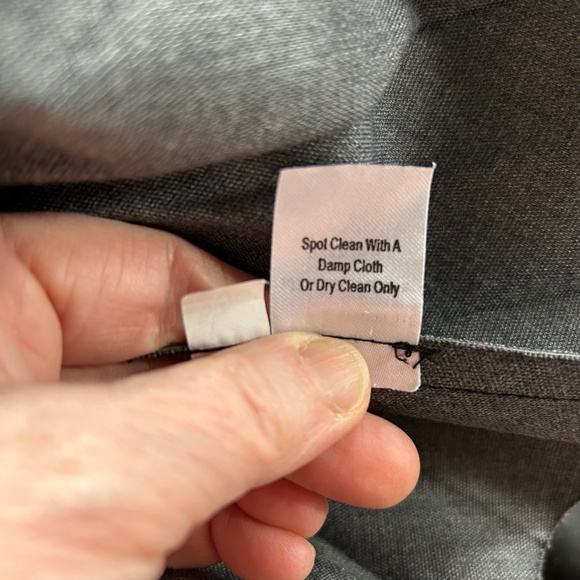 Spot Clean With A
Damp Cloth
Or Dry Clean Only